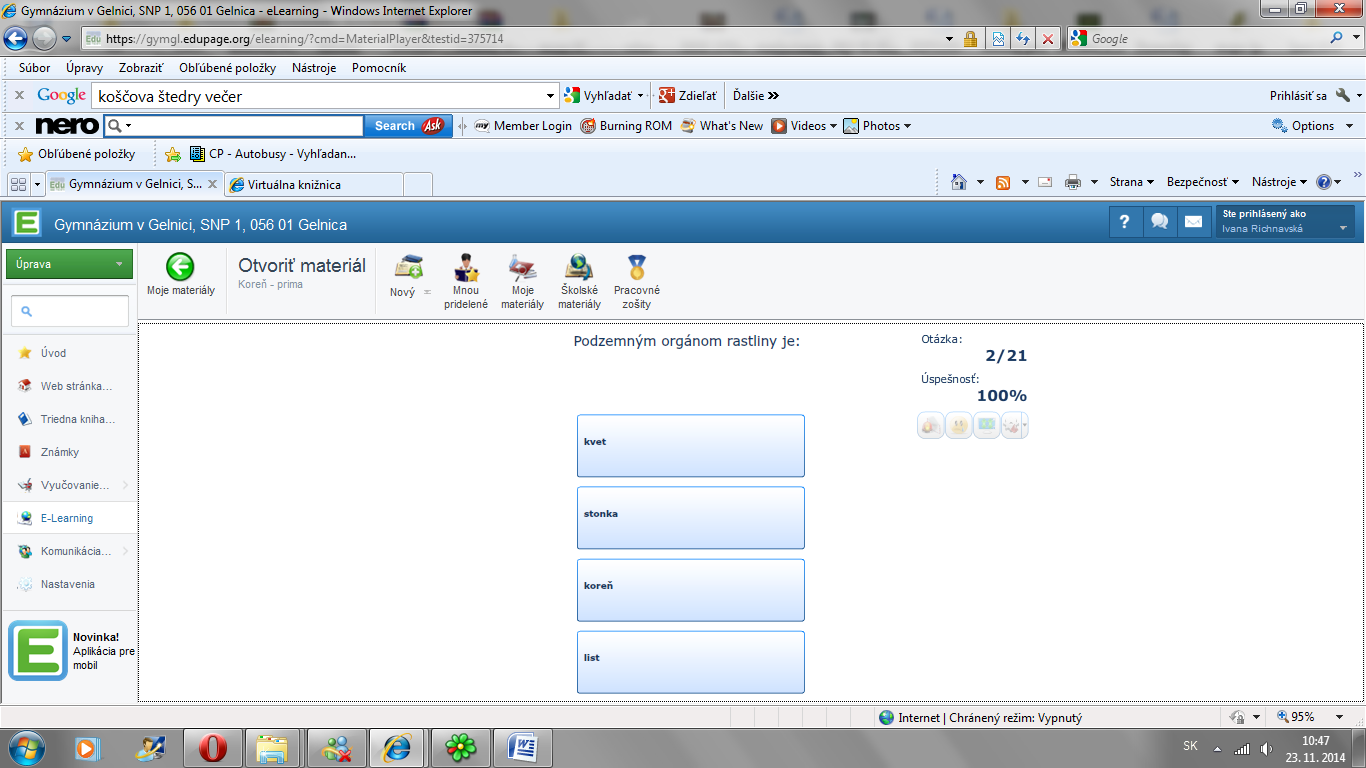 Gymnázium v Gelnici, SNP 1, 056 01 Gelnica - eLearning - Windows Internet Explorer
Edu https://gymgl.edupage.org/elearning/?cmd=MaterialPlayer&testid=375714
Google
Súbor Úpravy Zobraziť Obľúbené položky Nástroje Pomocník
x Google koščova štedry večer Vyhľadať Zdieľať Ďalšie Prihlásiť sa
x nero Search Ask my Member Login Burning ROM What's New Videos Photos Options
Obľúbené položky CP - Autobusy - Vyhľadan...
Edu Gymnázium v Gelnici, S... x Virtuálna knižnica Strana Bezpečnosť Nástroje
E Gymnázium v Gelnici, SNP 1, 056 01 Gelnica ? Ste prihlásený ako
Ivana Richnavská
Úprava
Moje materiály
Otvoriť materiál
Koreň - prima
Nový
Mnou pridelené
Moje materiály
Školské materiály
Pracovné zošity
Úvod
Web stránka...
Triedna kniha...
Známky
Vyučovanie...
E-Learning
Komunikácia...
Nastavenia
E Novinka!
Aplikácia pre
mobil
Podzemným orgánom rastliny je:
kvet
stonka
koreň
list
Otázka:
2/21
Úspešnosť:
100%
Internet | Chránený režim: Vypnutý 95%
SK 10:47
23. 11. 2014